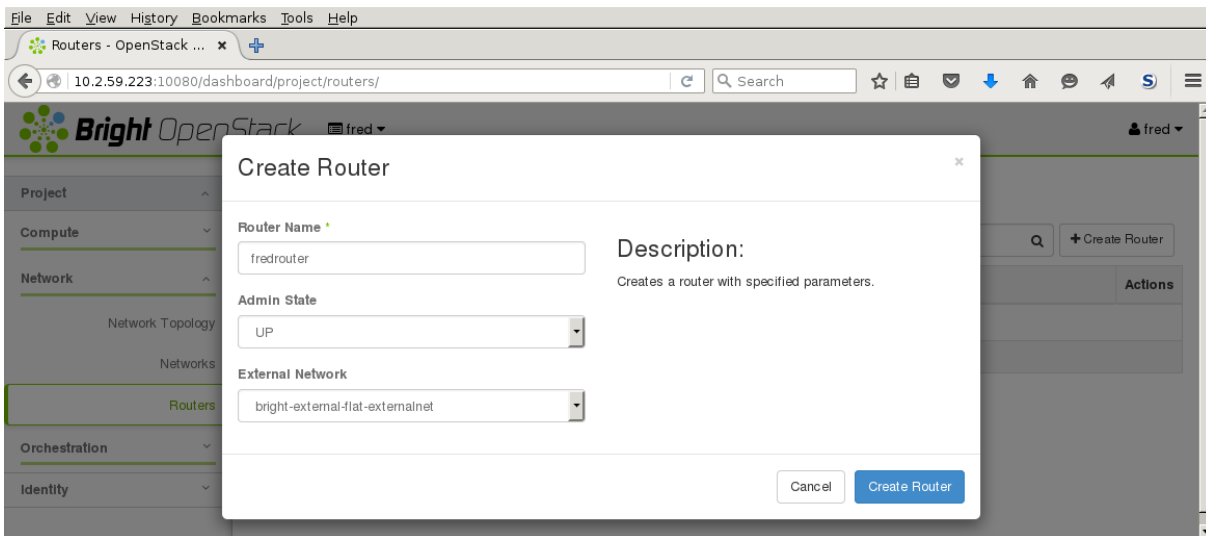 File Edit View History Bookmarks Tools Help
Routers - OpenStack ... × +
10.2.59.223:10080/dashboard/project/routers/ Search S)
Bright OpenStack fred fred
Create Router ×
Project
Router Name *
Compute
Description:
+ Create Router
fredrouter
Creates a router with specified parameters.
Network
Actions
Admin State
Network Topology
UP
Networks
External Network
Routers
bright-external-flat-externalnet
Orchestration
Identity
Cancel Create Router